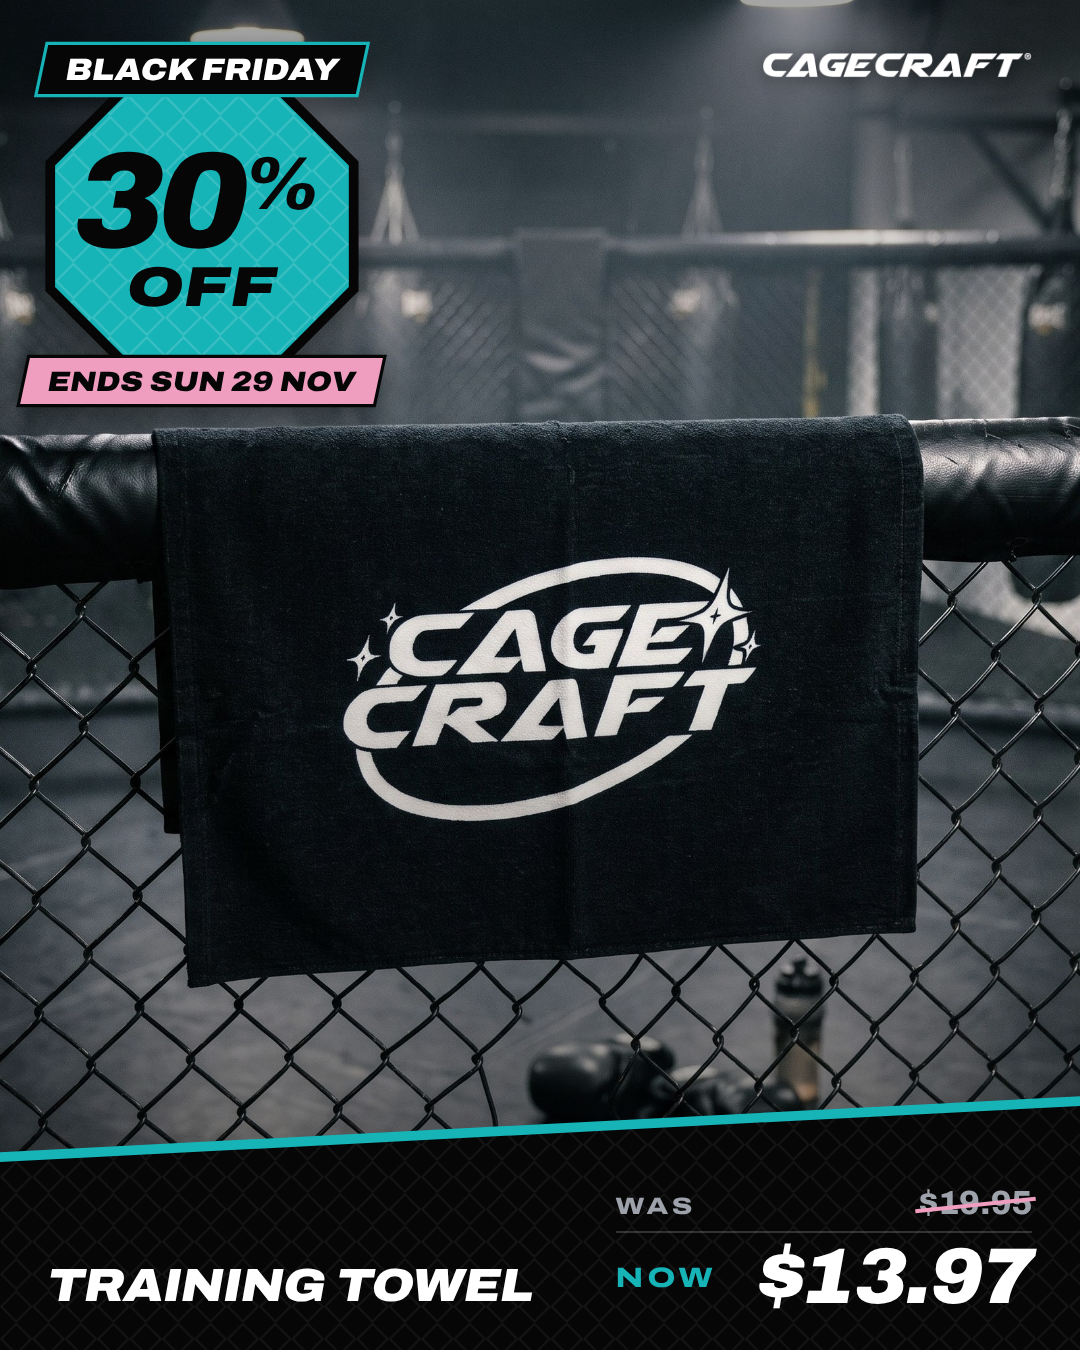 BLACK FRIDAY
CAGECRAFT®
30%
OFF
ENDS SUN 29 NOV
CAGE
CRAFT
WAS $19.95
TRAINING TOWEL
NOW $13.97